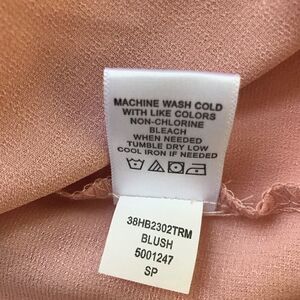 MACHINE WASH COLD
WITH LIKE COLORS
NON-CHLORINE
BLEACH
WHEN NEEDED
TUMBLE DRY LOW
COOL IRON IF NEEDED
38HB2302TRM
BLUSH
5001247
SP